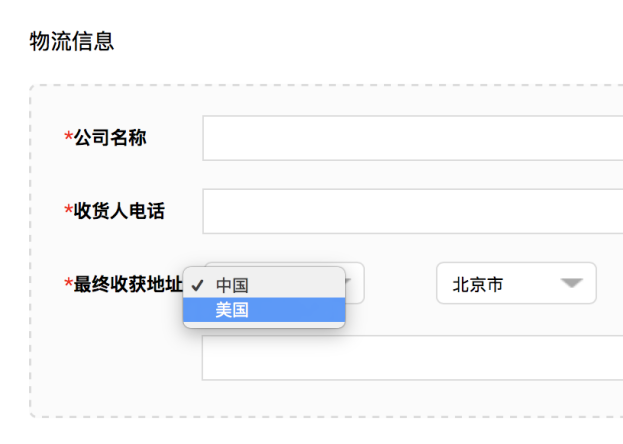 物流信息
*公司名称
*收货人电话
*最终收获地址
✓ 中国
美国
北京市